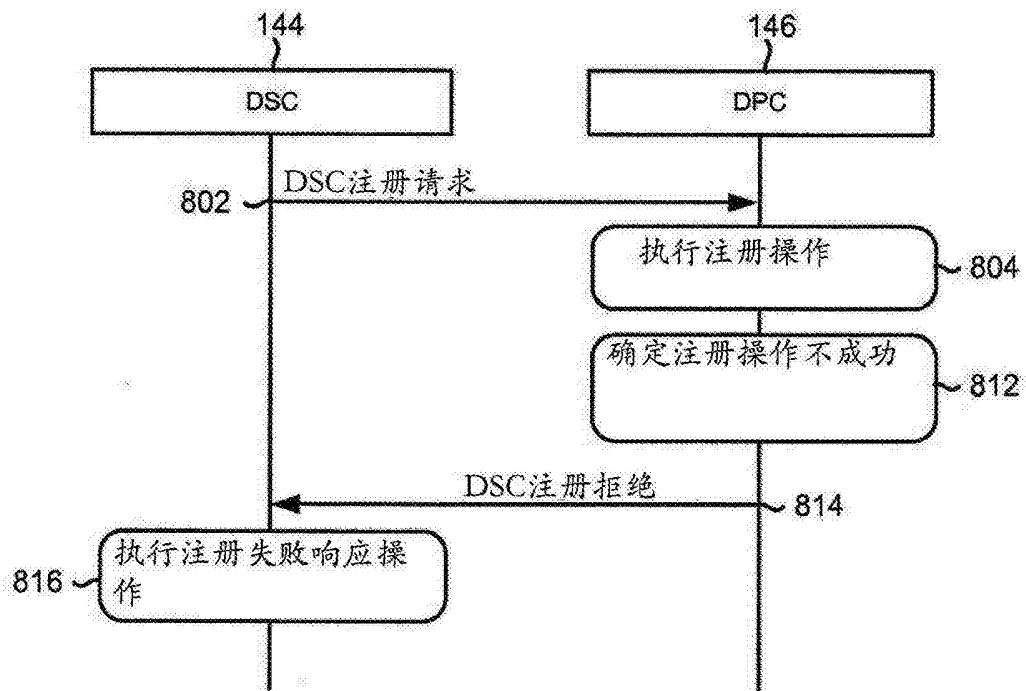 144
146
DSC
DPC
DSC注册请求
802
执行注册操作
804
确定注册操作不成功
812
DSC注册拒绝
814
执行注册失败响应操
作
816